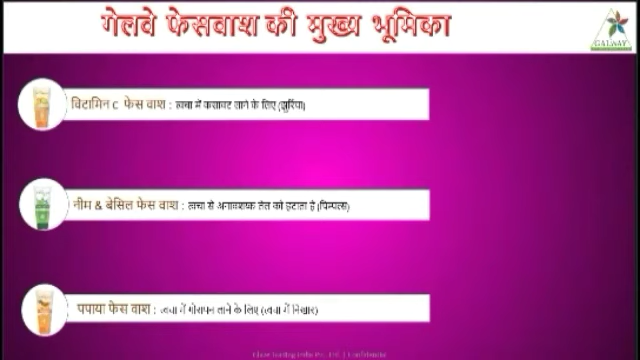 गेलवे फेसवाश की मुख्य भूमिका
GALWAY
विटामिन C फेस वाश : त्वचा में कसावट लाने के लिए (झुर्रियां)
नीम & बेसिल फेस वाश : त्वचा से अनावश्यक तेल को हटाता है (पिम्पल्स)
पपाया फेस वाश : त्वचा में गोरापन लाने के लिए (त्वचा में निखार)